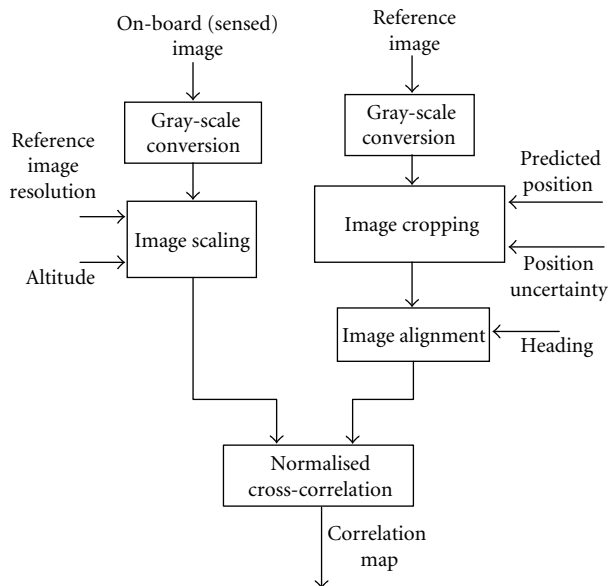 On-board (sensed)
image
Reference
image
Gray-scale
conversion
Gray-scale
conversion
Reference
image
resolution
Predicted
position
Image scaling
Image cropping
Altitude
Position
uncertainty
Image alignment
Heading
Normalised
cross-correlation
Correlation
map